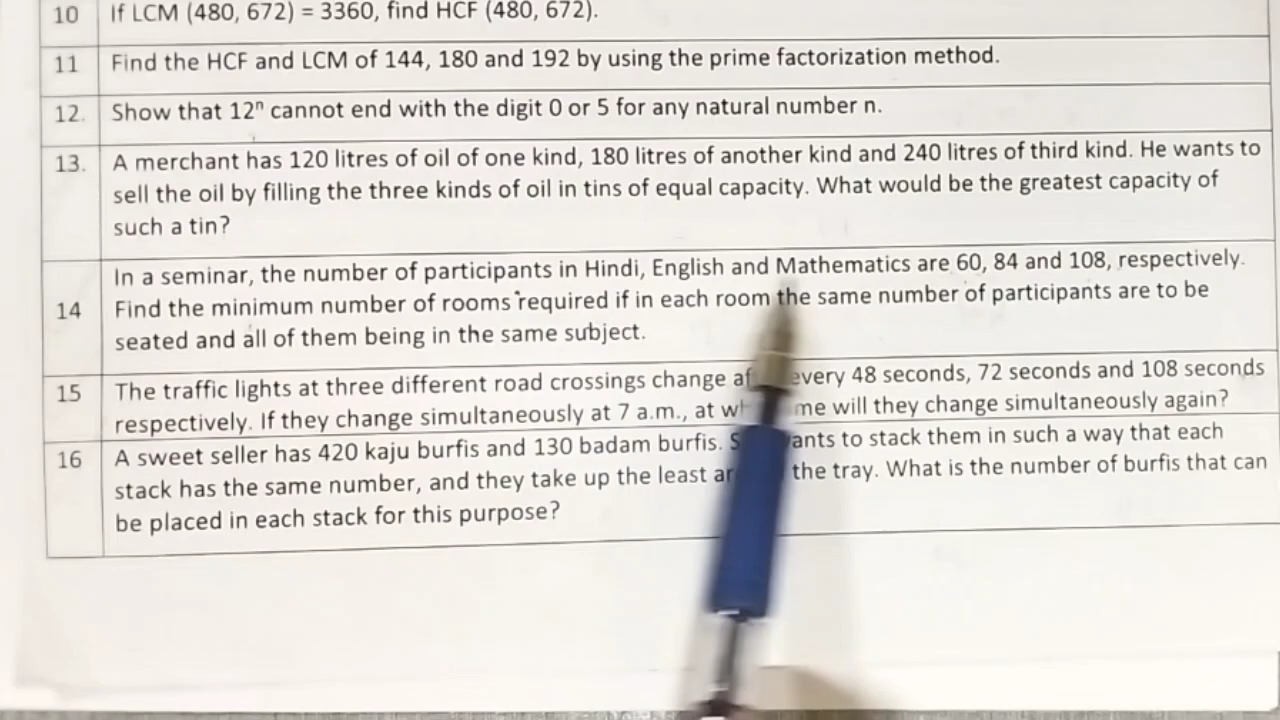 10 If LCM (480, 672) = 3360, find HCF (480, 672).
11 Find the HCF and LCM of 144, 180 and 192 by using the prime factorization method.
12. Show that 12ⁿ cannot end with the digit 0 or 5 for any natural number n.
13. A merchant has 120 litres of oil of one kind, 180 litres of another kind and 240 litres of third kind. He wants to
sell the oil by filling the three kinds of oil in tins of equal capacity. What would be the greatest capacity of
such a tin?
In a seminar, the number of participants in Hindi, English and Mathematics are 60, 84 and 108, respectively.
14 Find the minimum number of rooms required if in each room the same number of participants are to be
seated and all of them being in the same subject.
15 The traffic lights at three different road crossings change every 48 seconds, 72 seconds and 108 seconds
respectively. If they change simultaneously at 7 a.m., at will they change simultaneously again?
16 A sweet seller has 420 kaju burfis and 130 badam burfis. to stack them in such a way that each
stack has the same number, and they take up the least the tray. What is the number of burfis that can
be placed in each stack for this purpose?